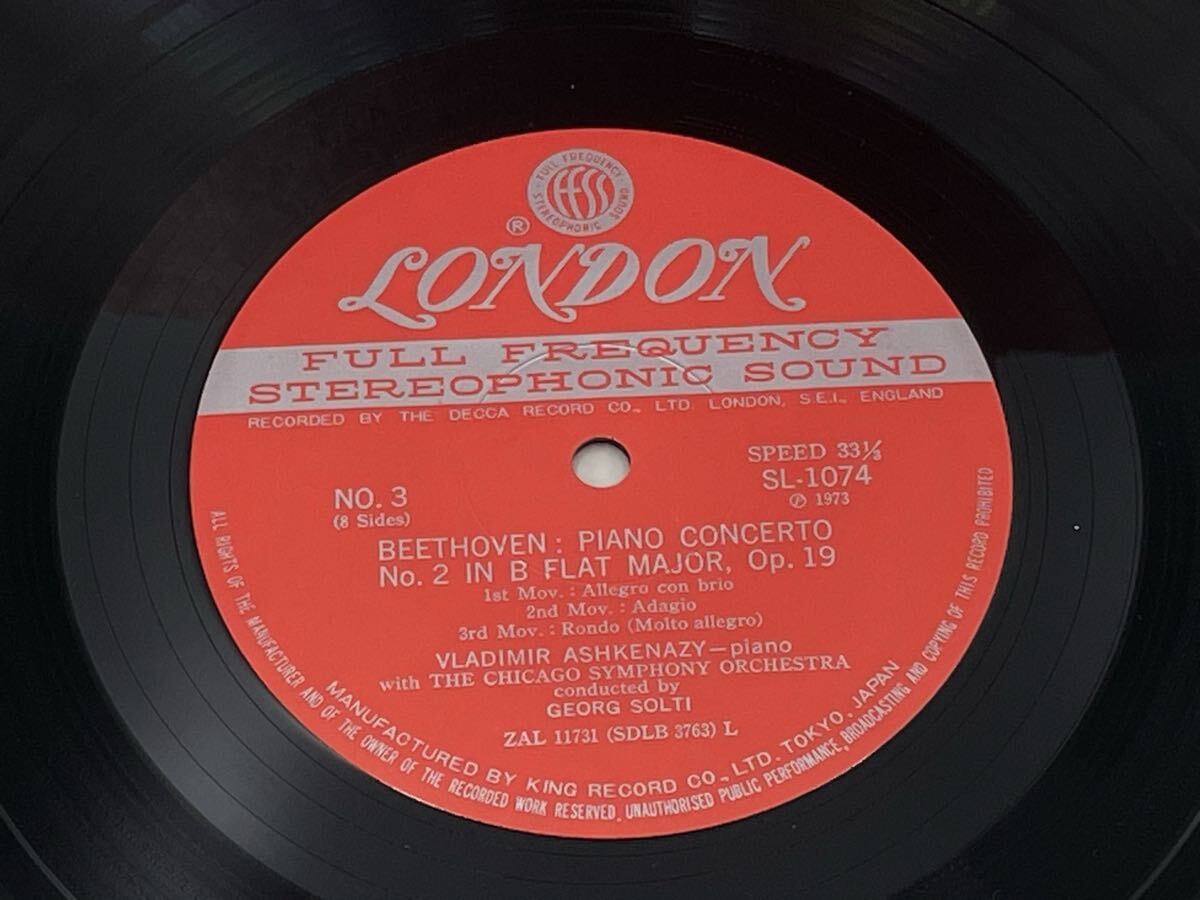 FULL FREQUENCY
STEREOPHONIC SOUND
FFSS
®
LONDON
FULL FREQUENCY
STEREOPHONIC SOUND
RECORDED BY THE DECCA RECORD CO., LTD. LONDON, S.E.I., ENGLAND
SPEED 33⅓
SL-1074
℗ 1973
NO. 3
(8 Sides)
BEETHOVEN : PIANO CONCERTO
No. 2 IN B FLAT MAJOR, Op. 19
1st Mov. : Allegro con brio
2nd Mov. : Adagio
3rd Mov. : Rondo (Molto allegro)
VLADIMIR ASHKENAZY—piano
with THE CHICAGO SYMPHONY ORCHESTRA
conducted by
GEORG SOLTI
ZAL 11731 (SDLB 3763) L
MANUFACTURED BY KING RECORD CO., LTD. TOKYO, JAPAN
ALL RIGHTS OF THE MANUFACTURER AND OF THE OWNER OF THE RECORDED WORK RESERVED. UNAUTHORISED PUBLIC PERFORMANCE, BROADCASTING AND COPYING OF THIS RECORD PROHIBITED